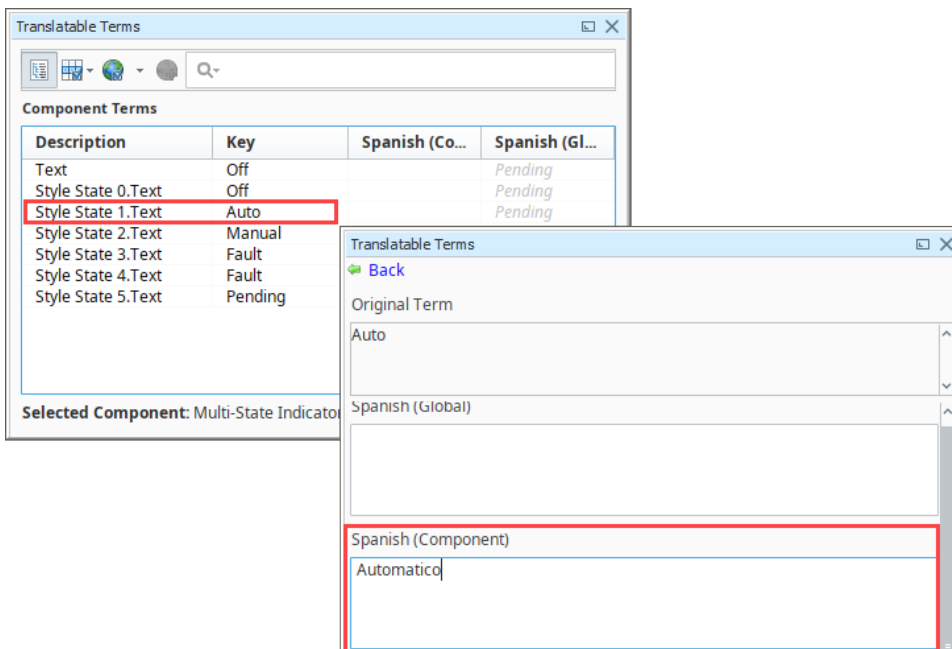 Translatable Terms
Component Terms
Description Key Spanish (Co... Spanish (Gl...
Text Off Pending
Style State 0.Text Off Pending
Style State 1.Text Auto Pending
Style State 2.Text Manual
Style State 3.Text Fault
Style State 4.Text Fault
Style State 5.Text Pending
Selected Component: Multi-State Indicator
Translatable Terms
Back
Original Term
Auto
Spanish (Global)
Spanish (Component)
Automatico